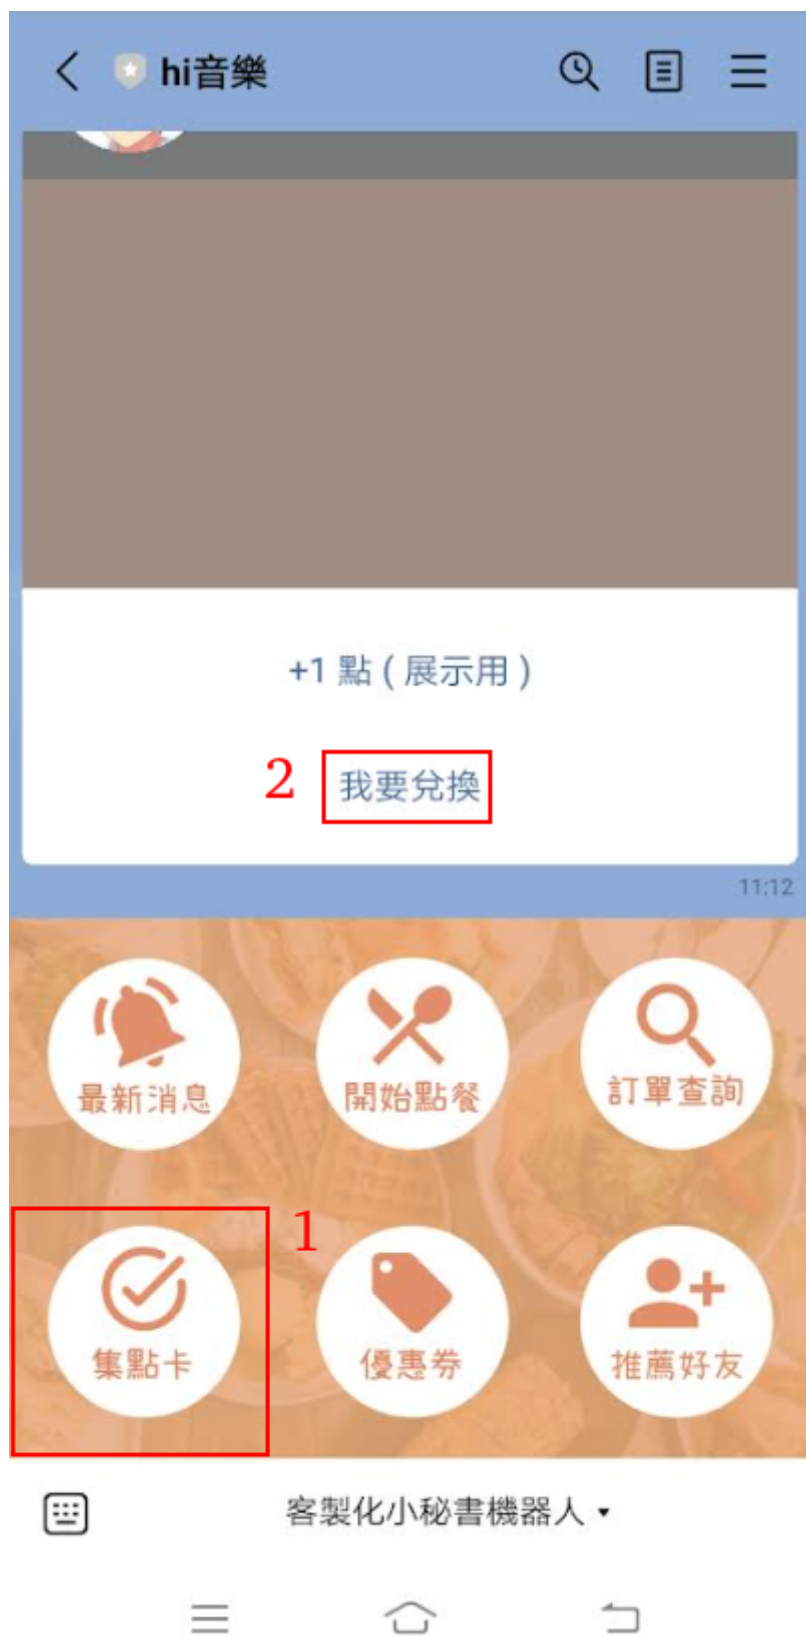 hi音樂
+1 點 ( 展示用 )
2 我要兌換
11:12
最新消息 開始點餐 訂單查詢
1
集點卡 優惠券 推薦好友
客製化小秘書機器人